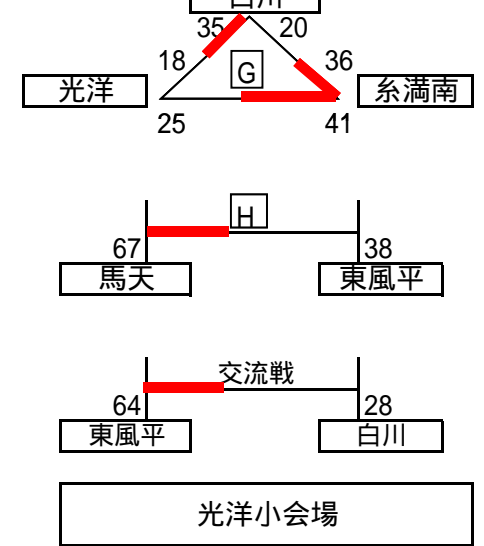 白川
35 20
18 G 36
光洋 糸満南
25 41
H
67 38
馬天 東風平
交流戦
64 28
東風平 白川
光洋小会場